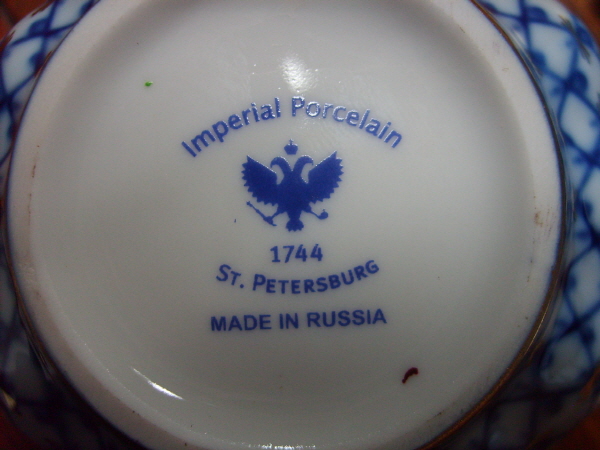 Imperial Porcelain
1744
ST. PETERSBURG
MADE IN RUSSIA